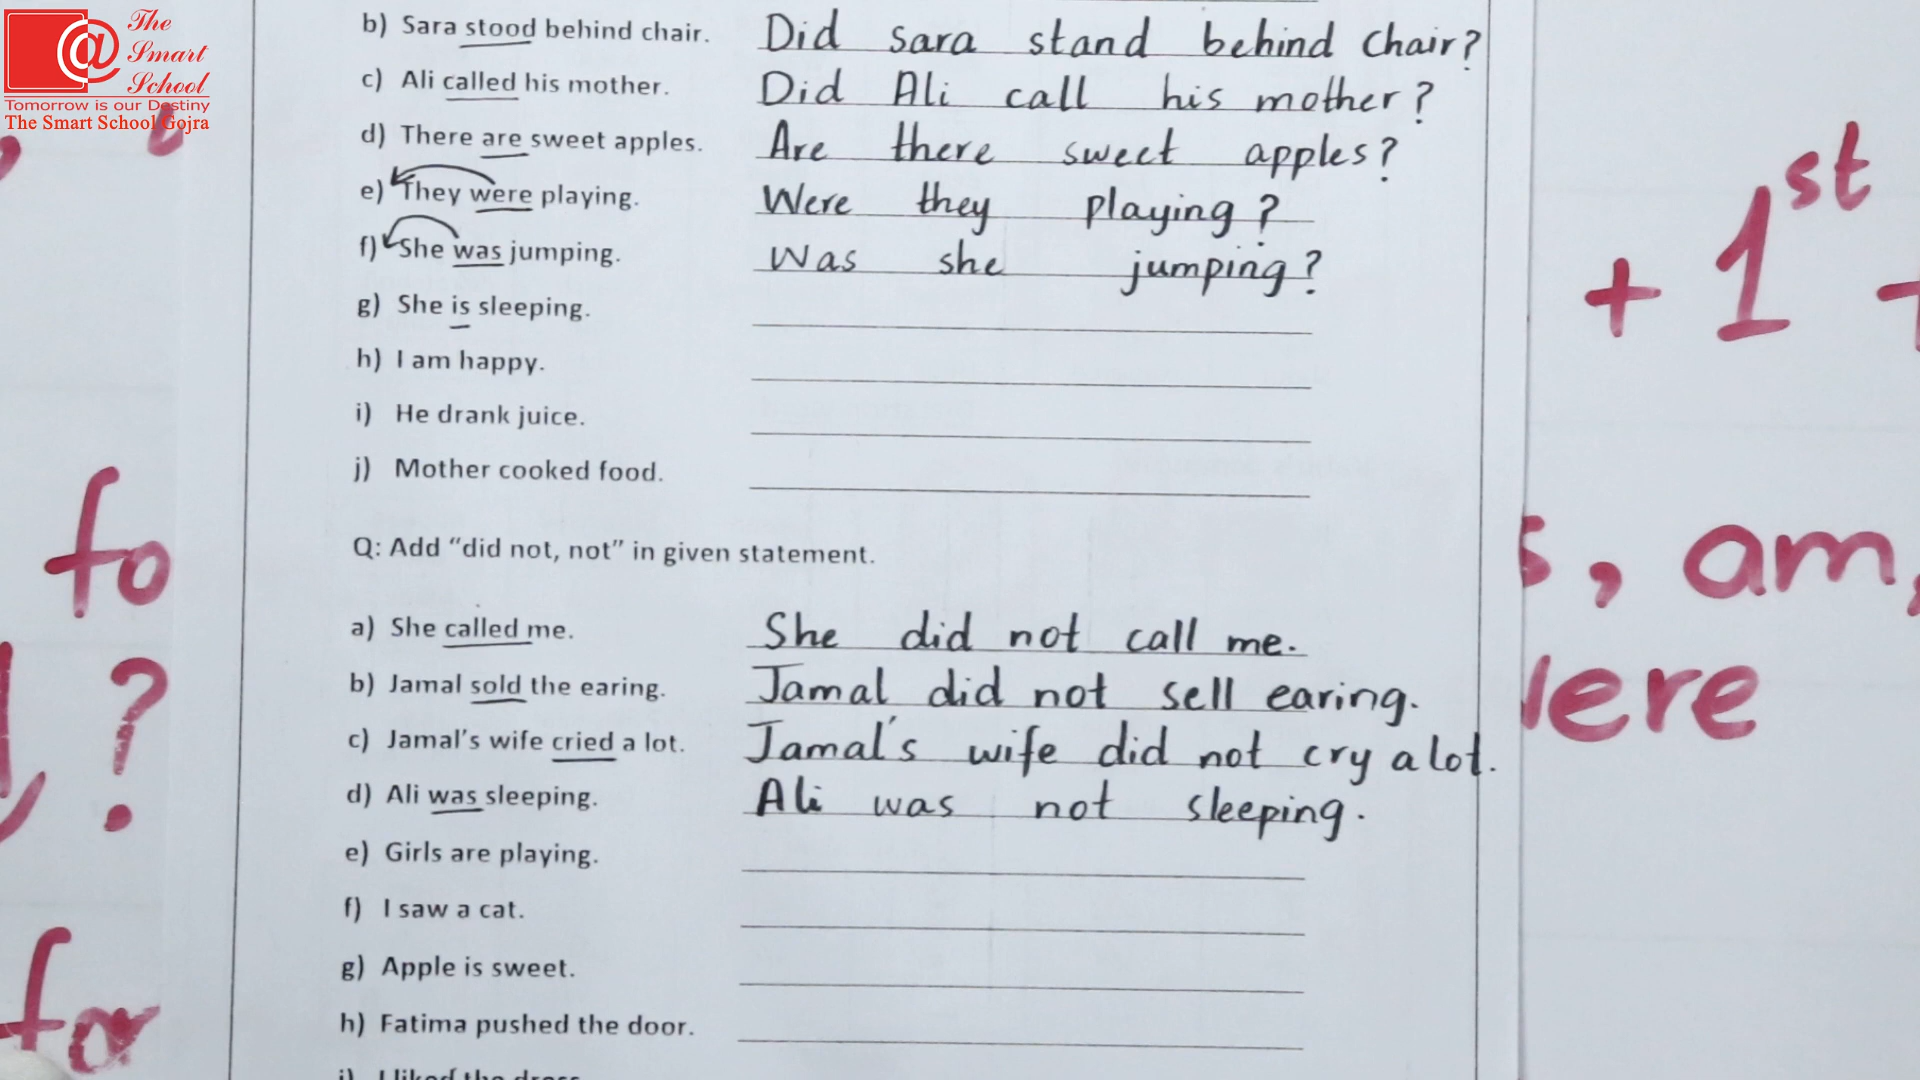 The
Smart
School
Tomorrow is our Destiny
The Smart School Gojra
b) Sara stood behind chair. Did sara stand behind chair?
c) Ali called his mother. Did Ali call his mother?
d) There are sweet apples. Are there sweet apples?
e) They were playing. Were they playing?
f) She was jumping. Was she jumping?
g) She is sleeping.
h) I am happy.
i) He drank juice.
j) Mother cooked food.
Q: Add “did not, not” in given statement.
a) She called me. She did not call me.
b) Jamal sold the earing. Jamal did not sell earing.
c) Jamal's wife cried a lot. Jamal's wife did not cry a lot.
d) Ali was sleeping. Ali was not sleeping.
e) Girls are playing.
f) I saw a cat.
g) Apple is sweet.
h) Fatima pushed the door.
i) I liked the dress
+ 1st
fo
, am,
?
ere
for